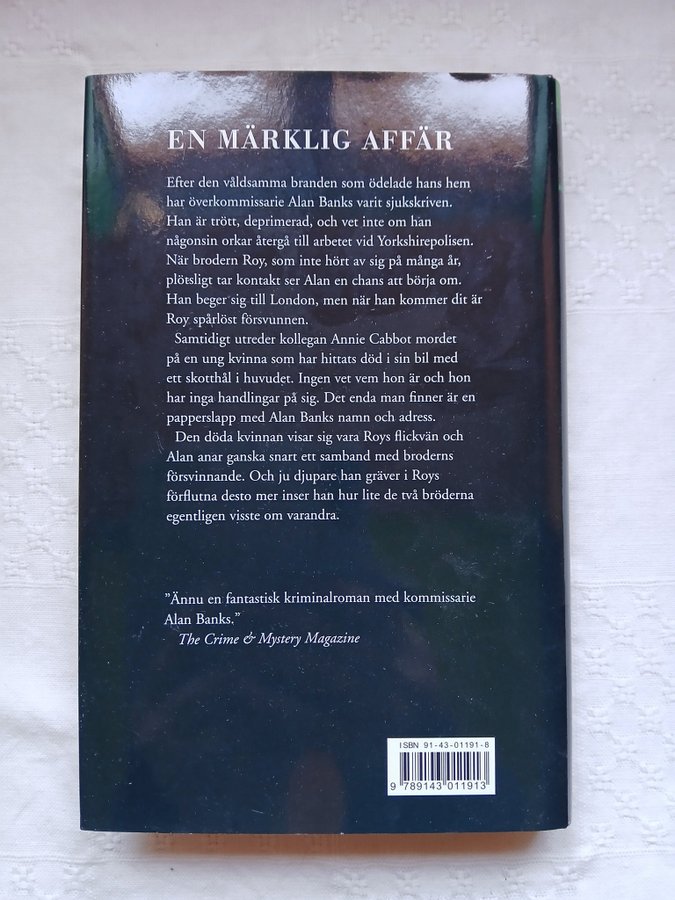 EN MÄRKLIG AFFÄR
Efter den våldsamma branden som ödelade hans hem
har överkommissarie Alan Banks varit sjukskriven.
Han är trött, deprimerad, och vet inte om han
någonsin orkar återgå till arbetet vid Yorkshirepolisen.
När brodern Roy, som inte hört av sig på många år,
plötsligt tar kontakt ser Alan en chans att börja om.
Han beger sig till London, men när han kommer dit är
Roy spårlöst försvunnen.
Samtidigt utreder kollegan Annie Cabbot mordet
på en ung kvinna som har hittats död i sin bil med
ett skotthål i huvudet. Ingen vet vem hon är och hon
har inga handlingar på sig. Det enda man finner är en
papperslapp med Alan Banks namn och adress.
Den döda kvinnan visar sig vara Roys flickvän och
Alan anar ganska snart ett samband med broderns
försvinnande. Och ju djupare han gräver i Roys
förflutna desto mer inser han hur lite de två bröderna
egentligen visste om varandra.
”Ännu en fantastisk kriminalroman med kommissarie
Alan Banks.”
The Crime & Mystery Magazine
ISBN 91-43-01191-8
9 789143 011913